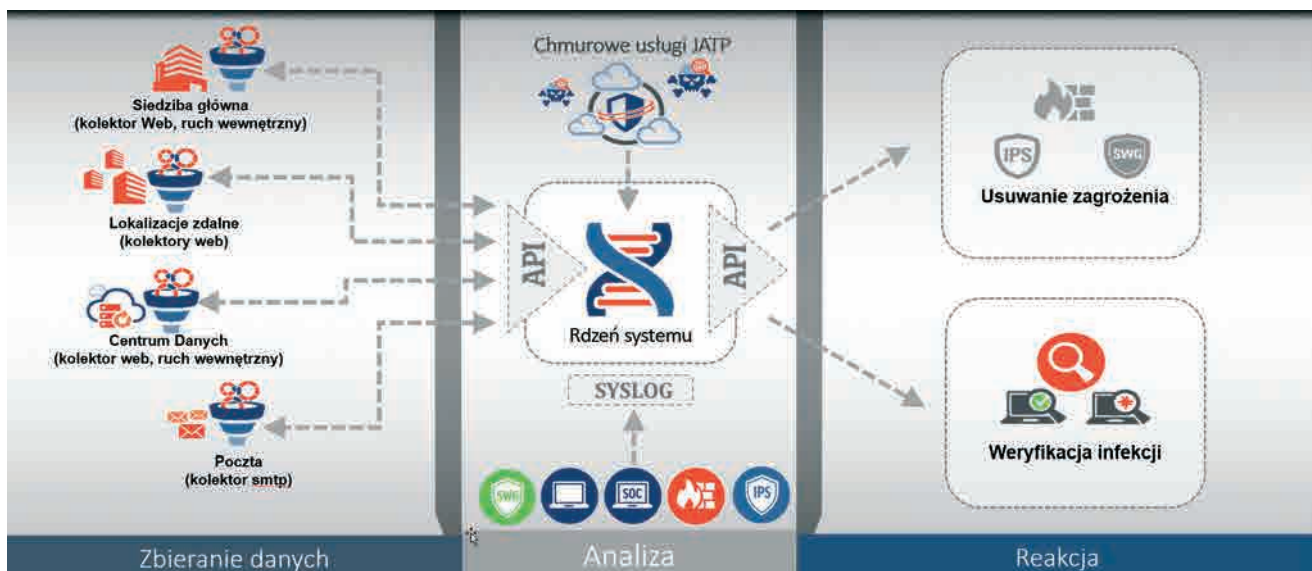 Siedziba główna
(kolektor Web, ruch wewnętrzny)
Lokalizacje zdalne
(kolektory web)
Centrum Danych
(kolektor web, ruch wewnętrzny)
Poczta
(kolektor smtp)
Zbieranie danych
Chmurowe usługi JATP
API
Rdzeń systemu
API
SYSLOG
SWG
SOC
IPS
Analiza
IPS
SWG
Usuwanie zagrożenia
Weryfikacja infekcji
Reakcja